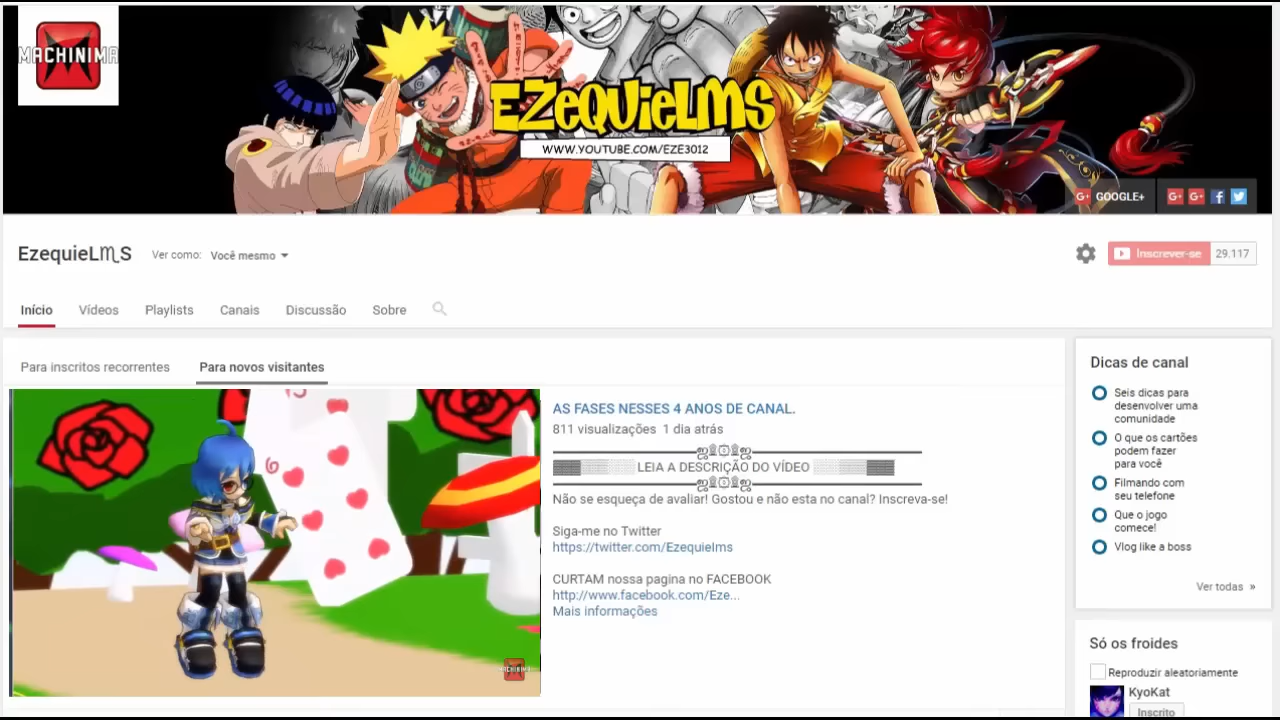 MACHINIMA
EZEQUIELMS
WWW.YOUTUBE.COM/EZE3012
G+ GOOGLE+
EzequieLɱS
Ver como: Você mesmo
Inscrever-se 29.117
Início Vídeos Playlists Canais Discussão Sobre
Para inscritos recorrentes Para novos visitantes
AS FASES NESSES 4 ANOS DE CANAL.
811 visualizações 1 dia atrás
LEIA A DESCRIÇÃO DO VÍDEO
Não se esqueça de avaliar! Gostou e não esta no canal? Inscreva-se!
Siga-me no Twitter
https://twitter.com/Ezequielms
CURTAM nossa pagina no FACEBOOK
http://www.facebook.com/Eze...
Mais informações
MACHINIMA
Dicas de canal
Seis dicas para
desenvolver uma
comunidade
O que os cartões
podem fazer
para você
Filmando com
seu telefone
Que o jogo
comece!
Vlog like a boss
Ver todas »
Só os froides
Reproduzir aleatoriamente
KyoKat
Inscrito